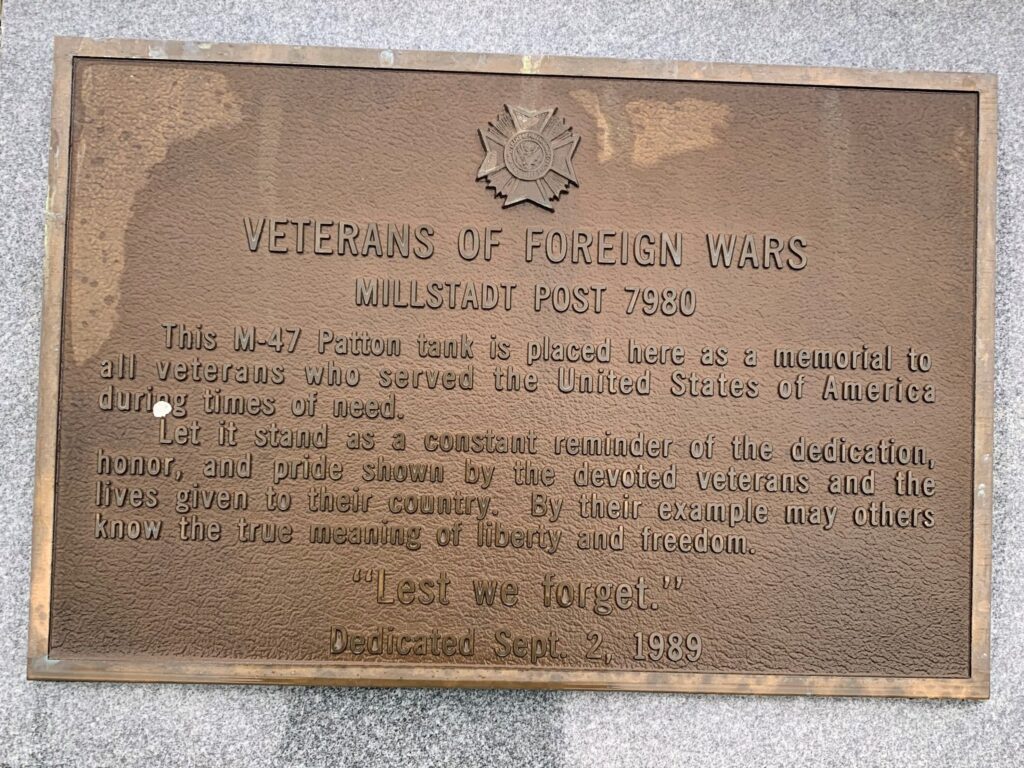 VETERANS OF FOREIGN WARS
MILLSTADT POST 7980
This M-47 Patton tank is placed here as a memorial to
all veterans who served the United States of America
during times of need.
Let it stand as a constant reminder of the dedication,
honor, and pride shown by the devoted veterans and the
lives given to their country. By their example may others
know the true meaning of liberty and freedom.
"Lest we forget."
Dedicated Sept. 2, 1989